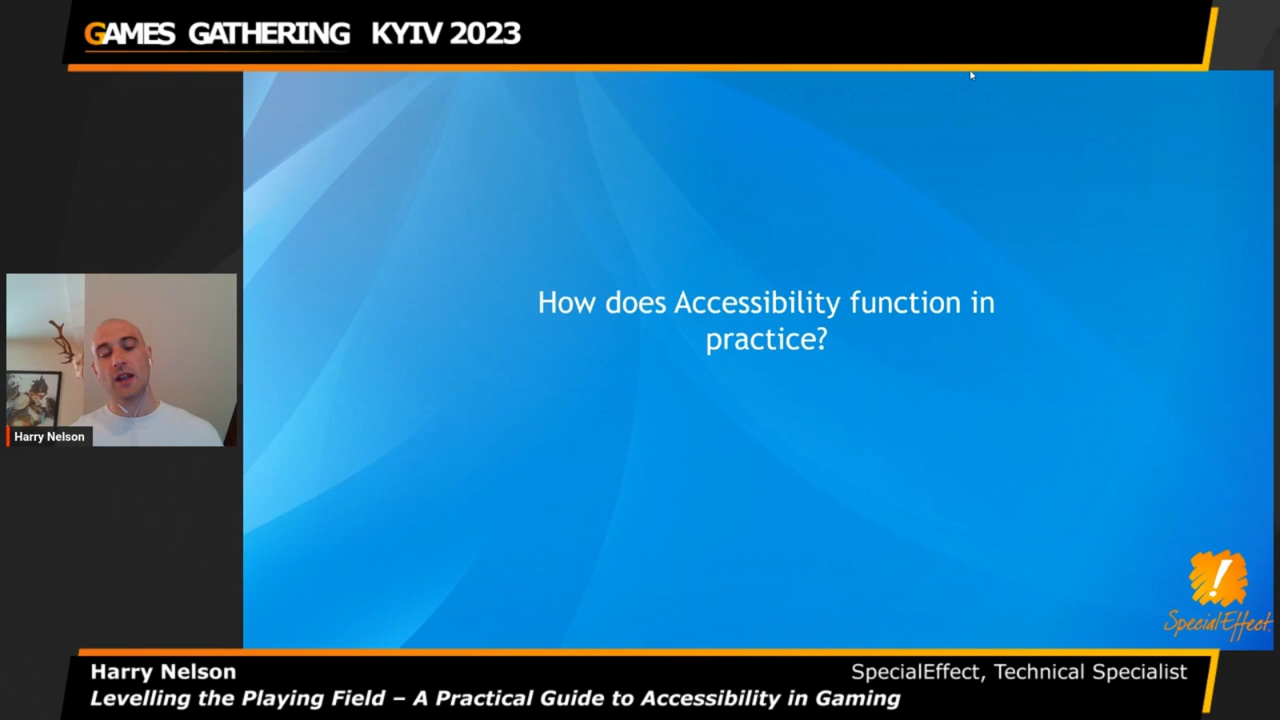 GAMES GATHERING KYIV 2023
How does Accessibility function in
practice?
Harry Nelson
!
SpecialEffect
Harry Nelson
SpecialEffect, Technical Specialist
Levelling the Playing Field – A Practical Guide to Accessibility in Gaming